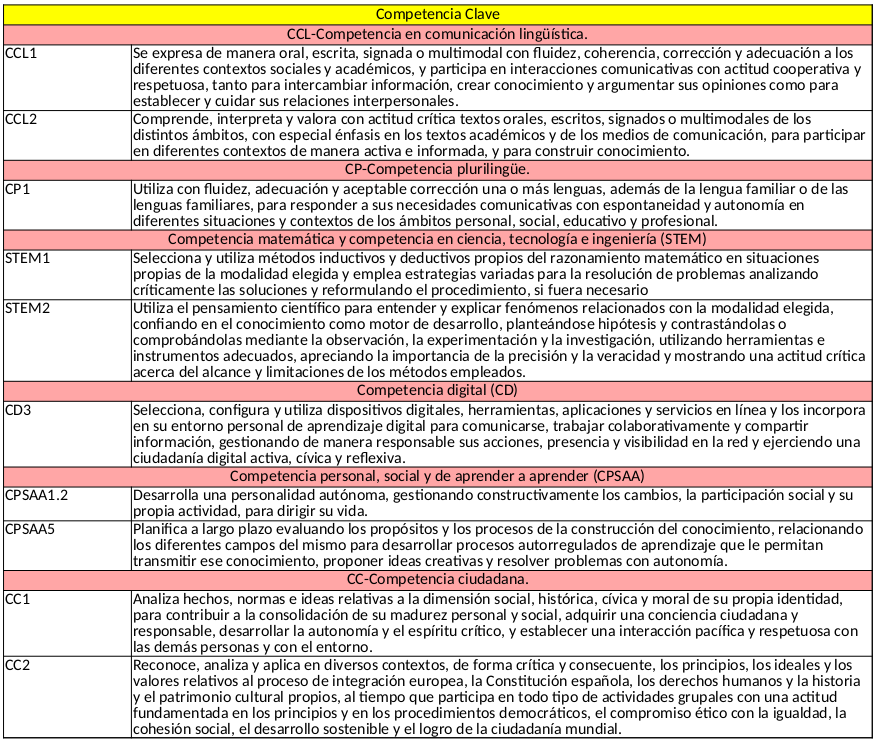 Competencia Clave
CCL-Competencia en comunicación lingüística.
CCL1
Se expresa de manera oral, escrita, signada o multimodal con fluidez, coherencia, corrección y adecuación a los
diferentes contextos sociales y académicos, y participa en interacciones comunicativas con actitud cooperativa y
respetuosa, tanto para intercambiar información, crear conocimiento y argumentar sus opiniones como para
establecer y cuidar sus relaciones interpersonales.
CCL2
Comprende, interpreta y valora con actitud crítica textos orales, escritos, signados o multimodales de los
distintos ámbitos, con especial énfasis en los textos académicos y de los medios de comunicación, para participar
en diferentes contextos de manera activa e informada, y para construir conocimiento.
CP-Competencia plurilingüe.
CP1
Utiliza con fluidez, adecuación y aceptable corrección una o más lenguas, además de la lengua familiar o de las
lenguas familiares, para responder a sus necesidades comunicativas con espontaneidad y autonomía en
diferentes situaciones y contextos de los ámbitos personal, social, educativo y profesional.
Competencia matemática y competencia en ciencia, tecnología e ingeniería (STEM)
STEM1
Selecciona y utiliza métodos inductivos y deductivos propios del razonamiento matemático en situaciones
propias de la modalidad elegida y emplea estrategias variadas para la resolución de problemas analizando
críticamente las soluciones y reformulando el procedimiento, si fuera necesario
STEM2
Utiliza el pensamiento científico para entender y explicar fenómenos relacionados con la modalidad elegida,
confiando en el conocimiento como motor de desarrollo, planteándose hipótesis y contrastándolas o
comprobándolas mediante la observación, la experimentación y la investigación, utilizando herramientas e
instrumentos adecuados, apreciando la importancia de la precisión y la veracidad y mostrando una actitud crítica
acerca del alcance y limitaciones de los métodos empleados.
Competencia digital (CD)
CD3
Selecciona, configura y utiliza dispositivos digitales, herramientas, aplicaciones y servicios en línea y los incorpora
en su entorno personal de aprendizaje digital para comunicarse, trabajar colaborativamente y compartir
información, gestionando de manera responsable sus acciones, presencia y visibilidad en la red y ejerciendo una
ciudadanía digital activa, cívica y reflexiva.
Competencia personal, social y de aprender a aprender (CPSAA)
CPSAA1.2
Desarrolla una personalidad autónoma, gestionando constructivamente los cambios, la participación social y su
propia actividad, para dirigir su vida.
CPSAA5
Planifica a largo plazo evaluando los propósitos y los procesos de la construcción del conocimiento, relacionando
los diferentes campos del mismo para desarrollar procesos autorregulados de aprendizaje que le permitan
transmitir ese conocimiento, proponer ideas creativas y resolver problemas con autonomía.
CC-Competencia ciudadana.
CC1
Analiza hechos, normas e ideas relativas a la dimensión social, histórica, cívica y moral de su propia identidad,
para contribuir a la consolidación de su madurez personal y social, adquirir una conciencia ciudadana y
responsable, desarrollar la autonomía y el espíritu crítico, y establecer una interacción pacífica y respetuosa con
las demás personas y con el entorno.
CC2
Reconoce, analiza y aplica en diversos contextos, de forma crítica y consecuente, los principios, los ideales y los
valores relativos al proceso de integración europea, la Constitución española, los derechos humanos y la historia
y el patrimonio cultural propios, al tiempo que participa en todo tipo de actividades grupales con una actitud
fundamentada en los principios y en los procedimientos democráticos, el compromiso ético con la igualdad, la
cohesión social, el desarrollo sostenible y el logro de la ciudadanía mundial.